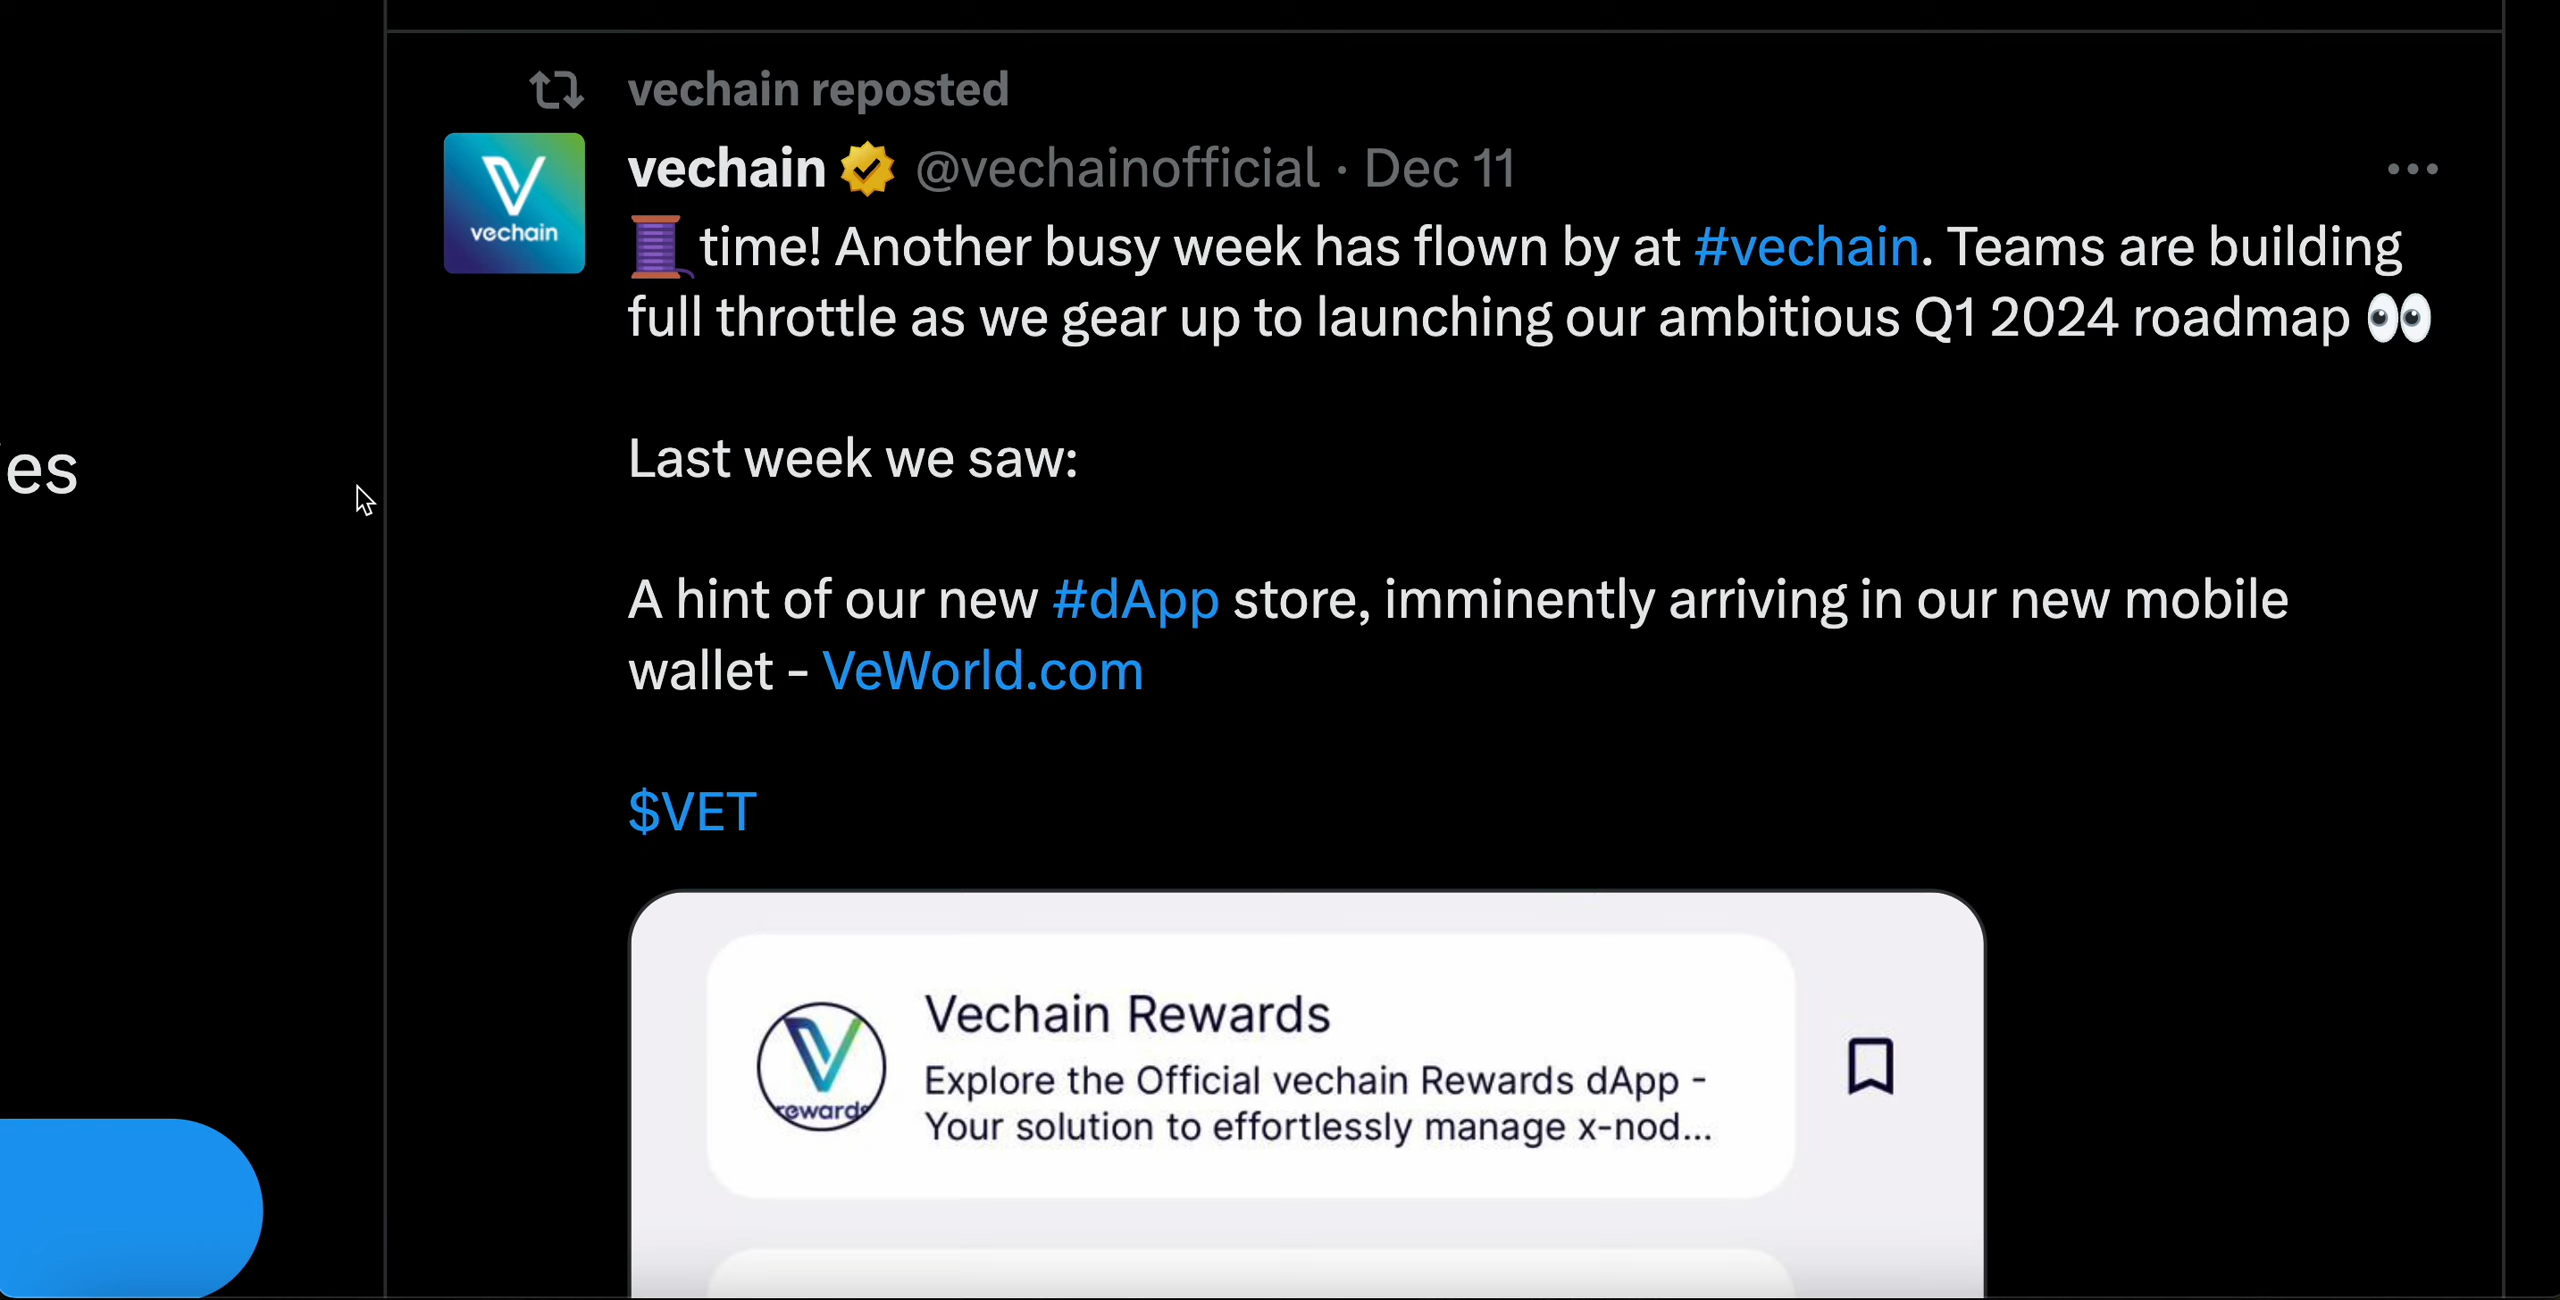 vechain reposted
vechain @vechainofficial · Dec 11
vechain
🧵 time! Another busy week has flown by at #vechain. Teams are building
full throttle as we gear up to launching our ambitious Q1 2024 roadmap 👀
Last week we saw:
es
A hint of our new #dApp store, imminently arriving in our new mobile
wallet - VeWorld.com
$VET
Vechain Rewards
Explore the Official vechain Rewards dApp -
Your solution to effortlessly manage x-nod...
rewards